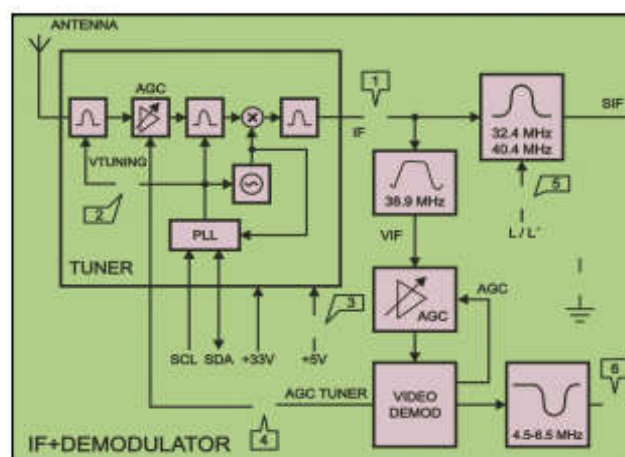 ANTENNA
AGC
1
IF
SIF
32.4 MHz
40.4 MHz
VTUNING
2
5
38.9 MHz
L / L'
PLL
VIF
TUNER
3
AGC
AGC
SCL
SDA
+33V
+5V
6
AGC TUNER
VIDEO
DEMOD
4
4.5-6.5 MHz
IF+DEMODULATOR